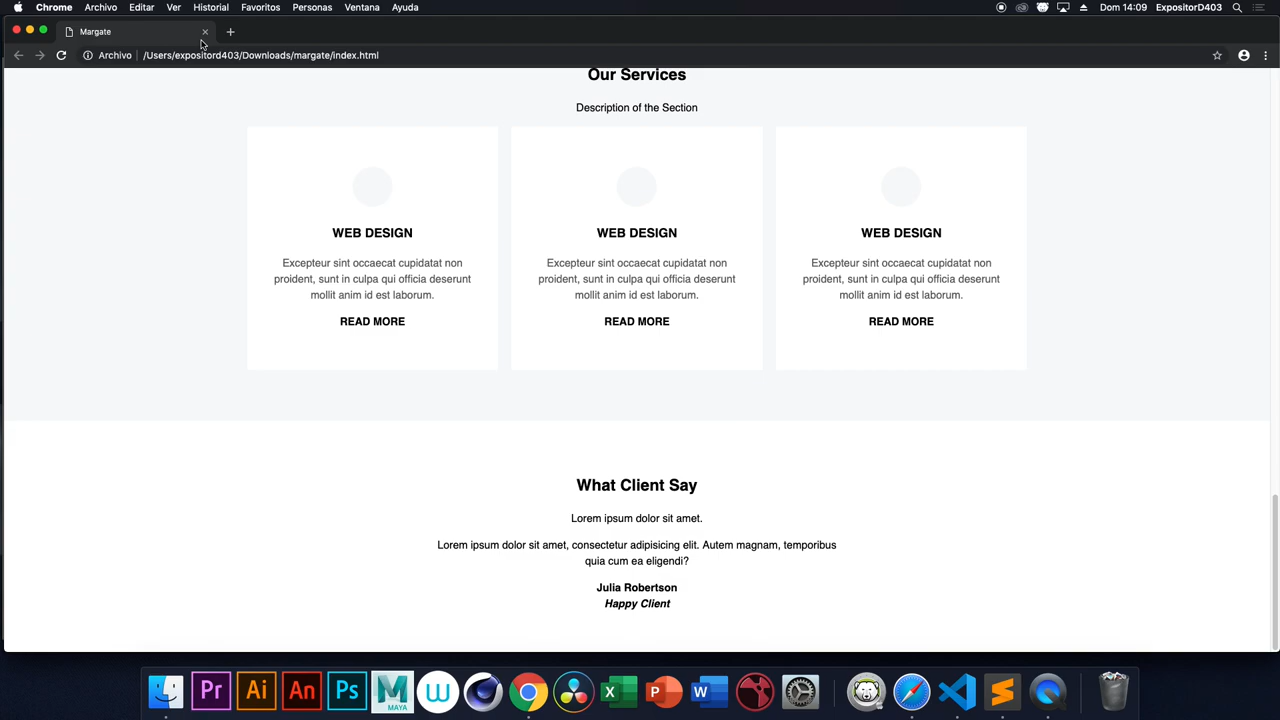 Chrome Archivo Editar Ver Historial Favoritos Personas Ventana Ayuda Dom 14:09 ExpositorD403
Margate
Archivo /Users/expositord403/Downloads/margate/index.html
Our Services
Description of the Section
WEB DESIGN WEB DESIGN WEB DESIGN
Excepteur sint occaecat cupidatat non
proident, sunt in culpa qui officia deserunt
mollit anim id est laborum.
READ MORE
Excepteur sint occaecat cupidatat non
proident, sunt in culpa qui officia deserunt
mollit anim id est laborum.
READ MORE
Excepteur sint occaecat cupidatat non
proident, sunt in culpa qui officia deserunt
mollit anim id est laborum.
READ MORE
What Client Say
Lorem ipsum dolor sit amet.
Lorem ipsum dolor sit amet, consectetur adipisicing elit. Autem magnam, temporibus
quia cum ea eligendi?
Julia Robertson
Happy Client
Pr Ai An Ps M MAYA W X P W S